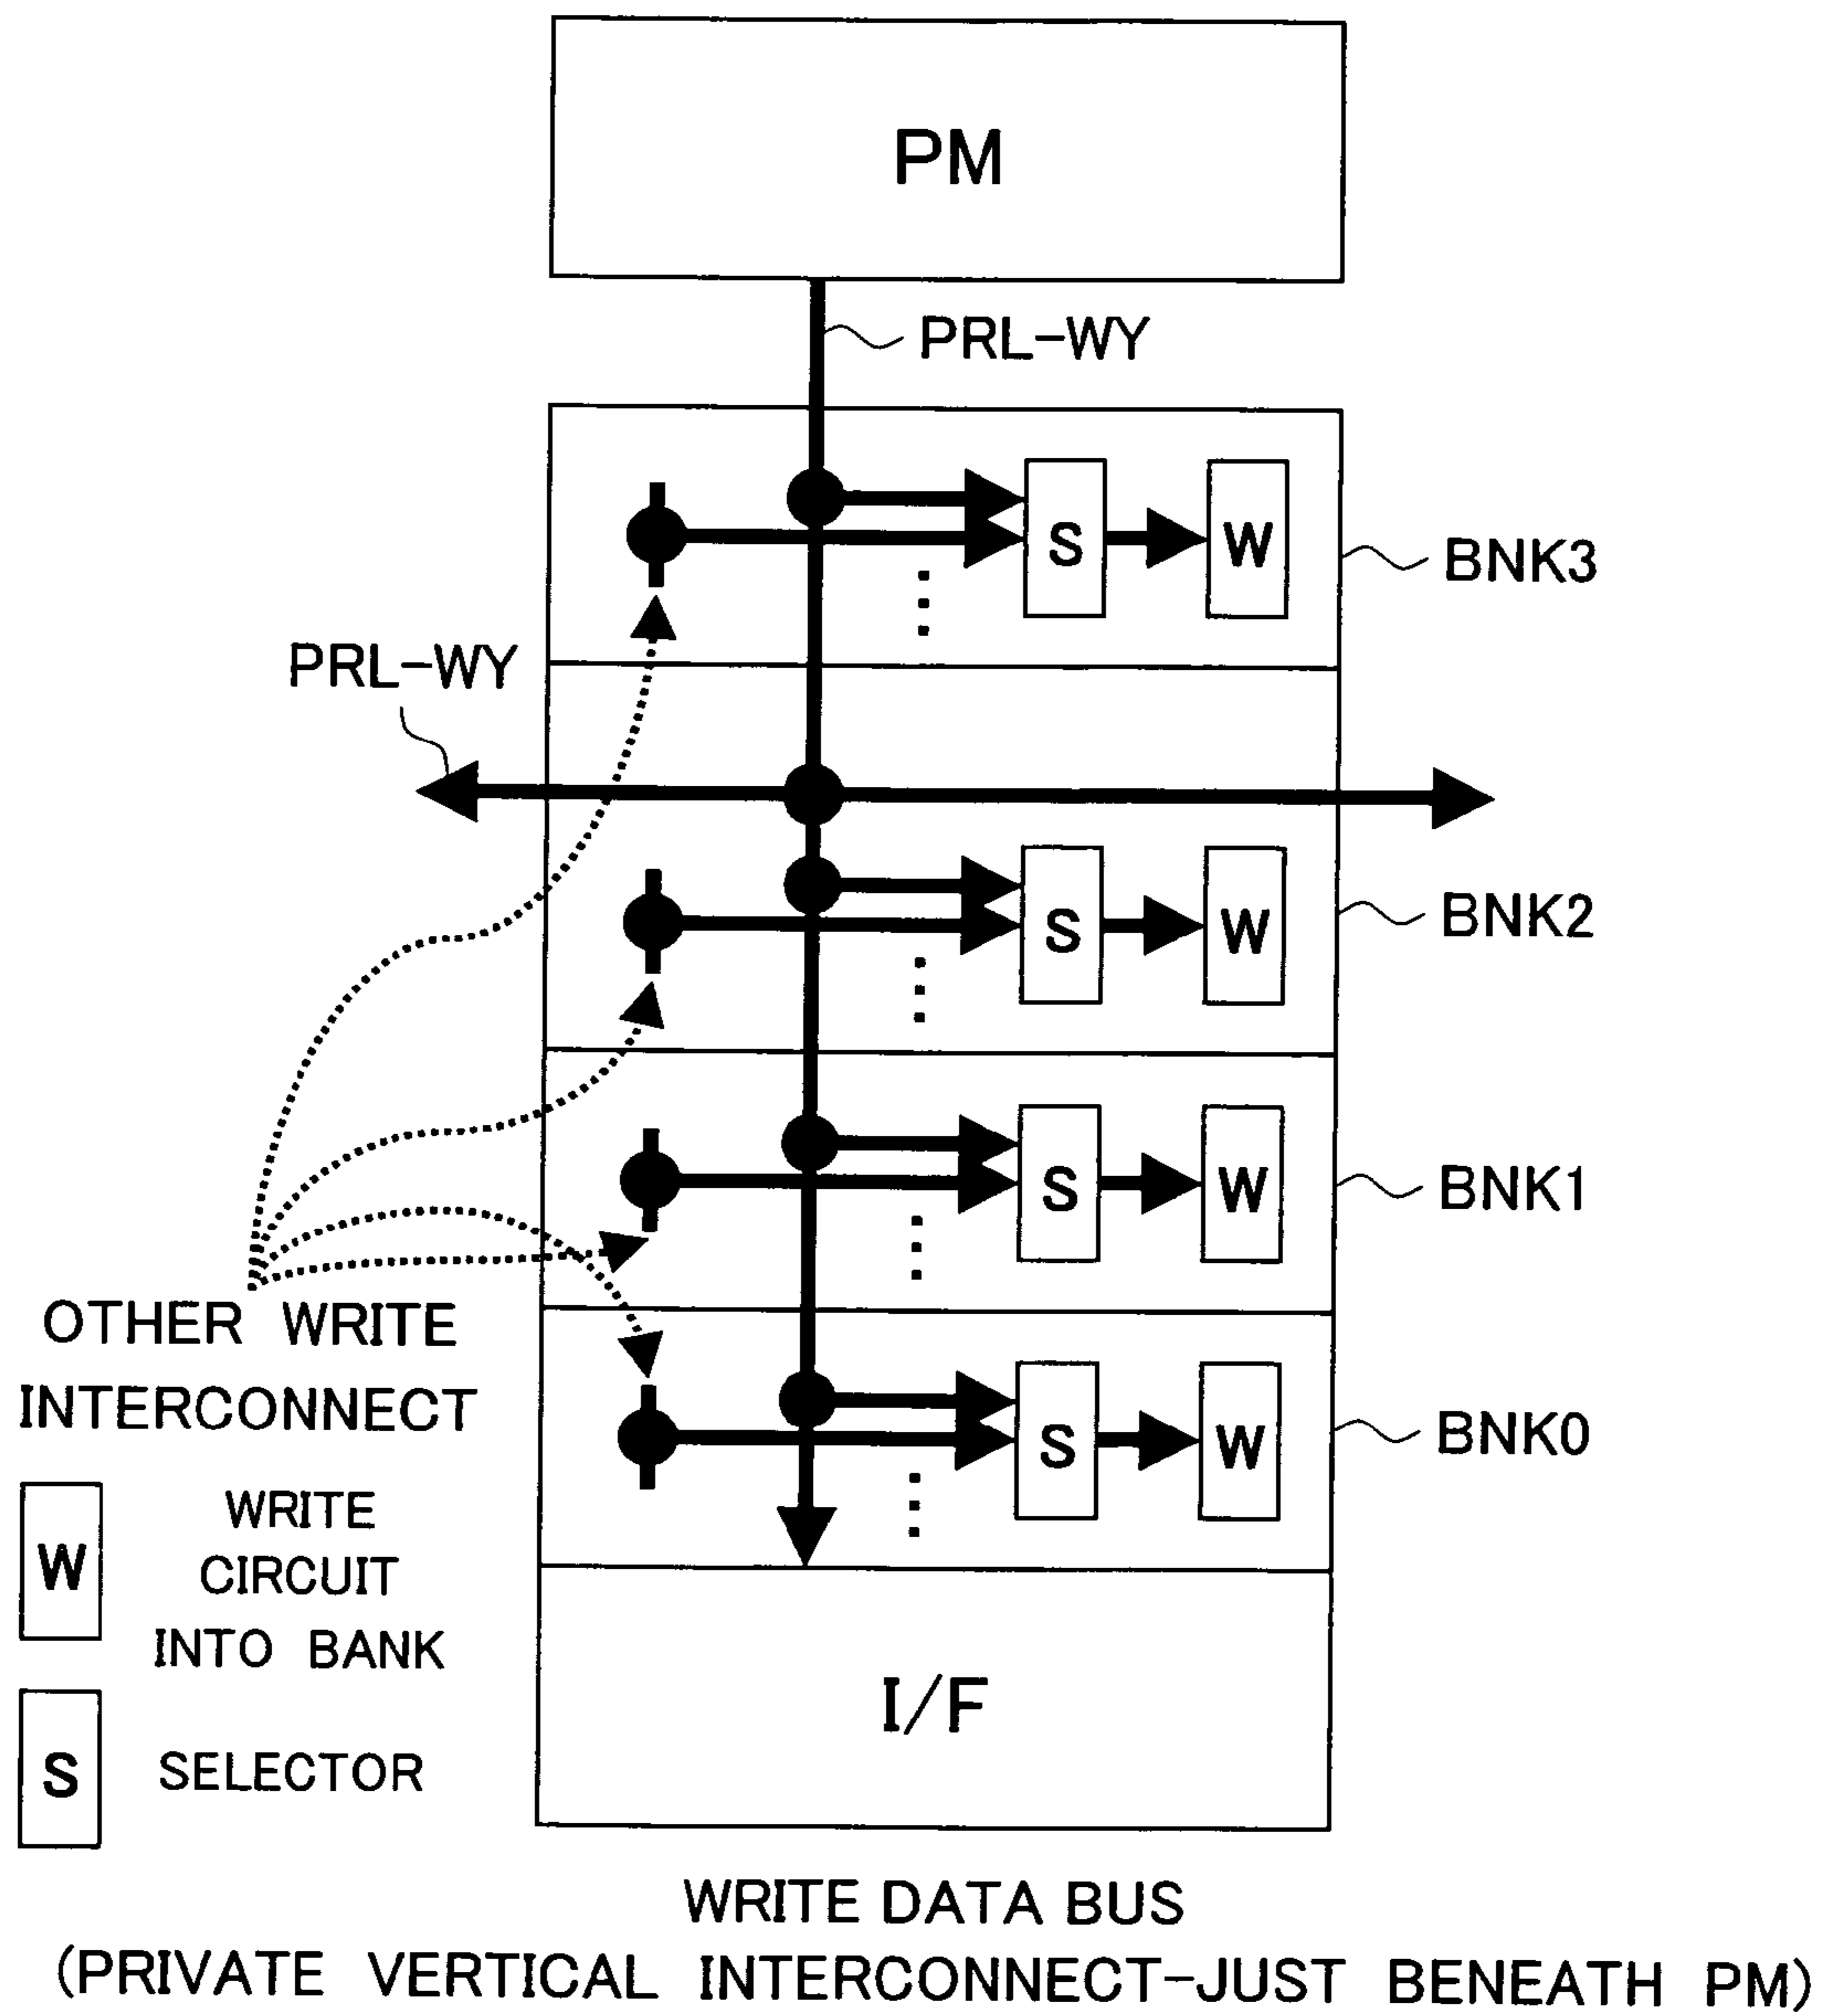 PM
PRL-WY
S W
BNK3
PRL-WY
S W
BNK2
S W
BNK1
OTHER WRITE
INTERCONNECT
S W
BNK0
W
WRITE
CIRCUIT
INTO BANK
I/F
S
SELECTOR
WRITE DATA BUS
(PRIVATE VERTICAL INTERCONNECT-JUST BENEATH PM)